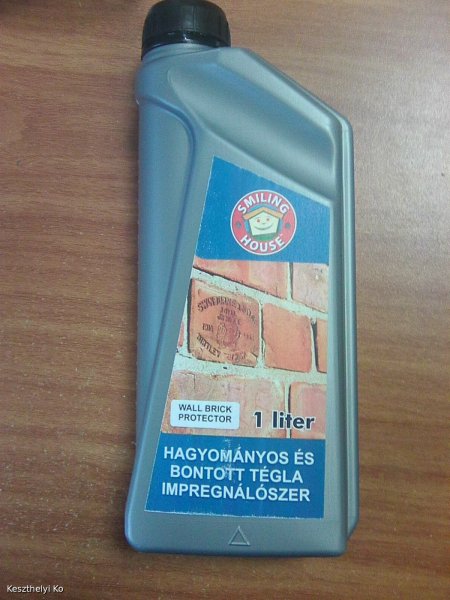 SMILING
HOUSE
WALL BRICK
PROTECTOR
1 liter
HAGYOMÁNYOS ÉS
BONTOTT TÉGLA
IMPREGNÁLÓSZER
Keszthelyi Ko